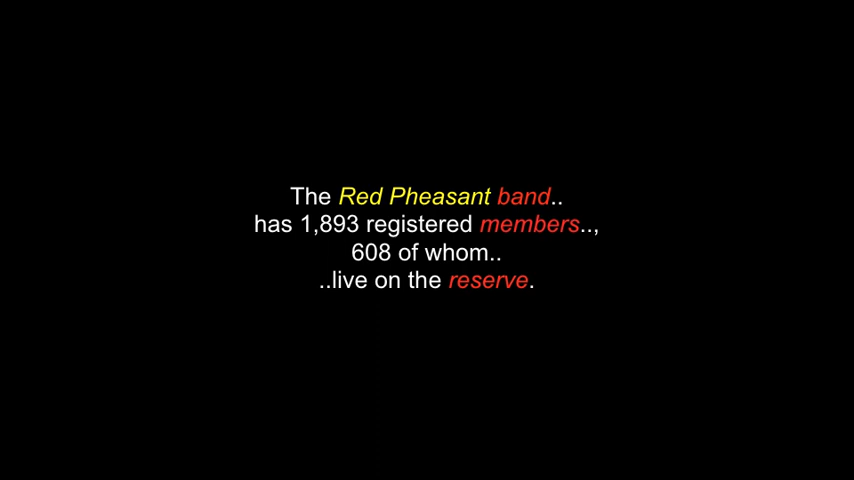 The Red Pheasant band..
has 1,893 registered members..,
608 of whom..
..live on the reserve.